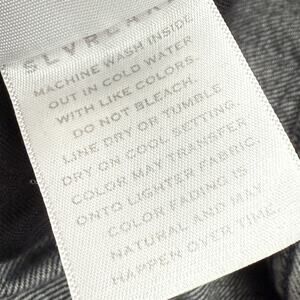 MACHINE WASH INSIDE
OUT IN COLD WATER
WITH LIKE COLORS.
DO NOT BLEACH.
LINE DRY OR TUMBLE
DRY ON COOL SETTING.
COLOR MAY TRANSFER
ONTO LIGHTER FABRIC.
COLOR FADING IS
NATURAL AND MAY
HAPPEN OVER TIME.